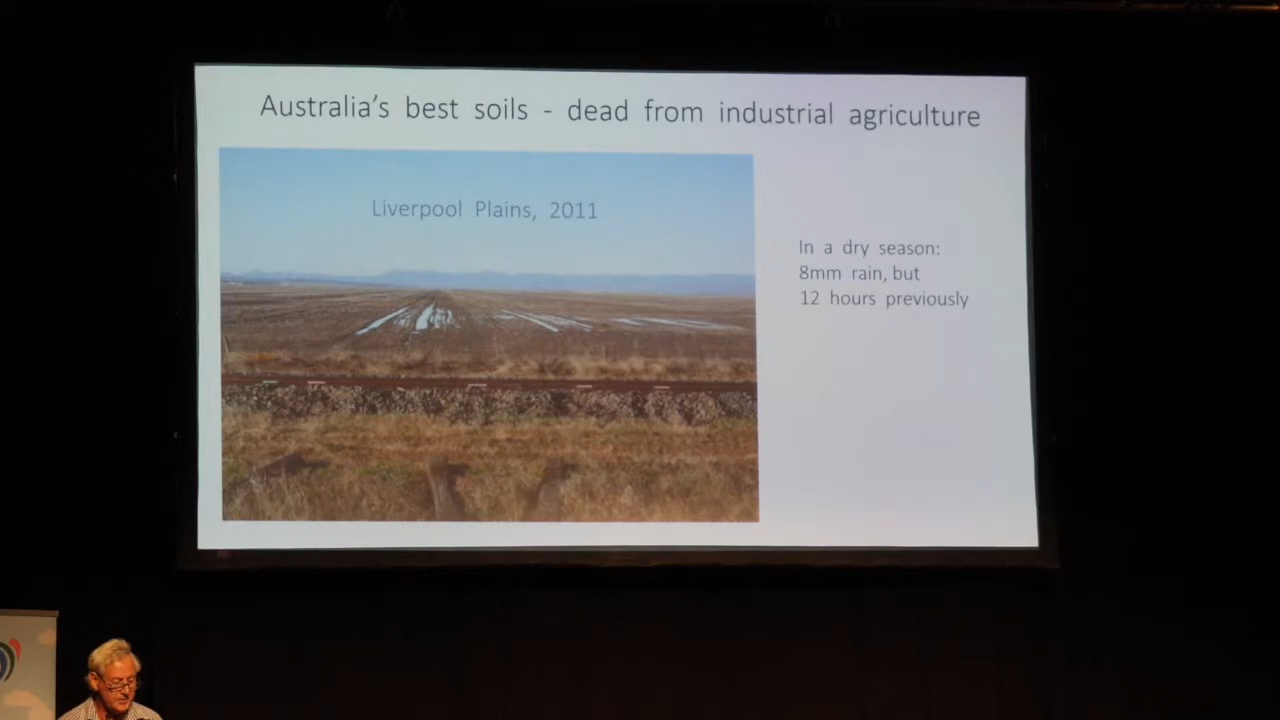 Australia's best soils - dead from industrial agriculture
Liverpool Plains, 2011
In a dry season:
8mm rain, but
12 hours previously